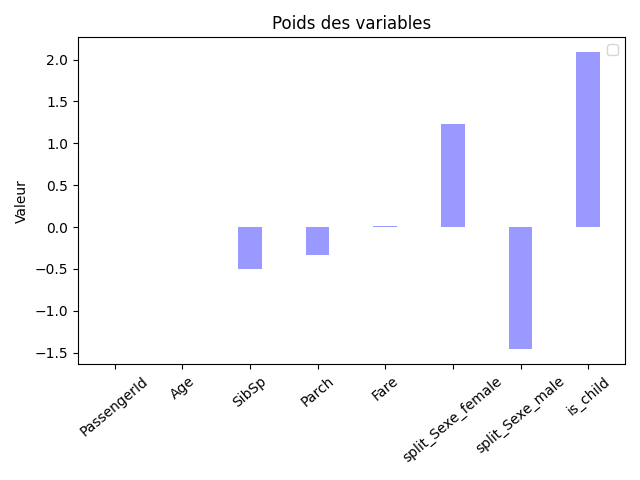 Poids des variables
2.0
1.5
1.0
0.5
0.0
−0.5
−1.0
−1.5
Valeur
PassengerId
Age
SibSp
Parch
Fare
split_Sexe_female
split_Sexe_male
is_child